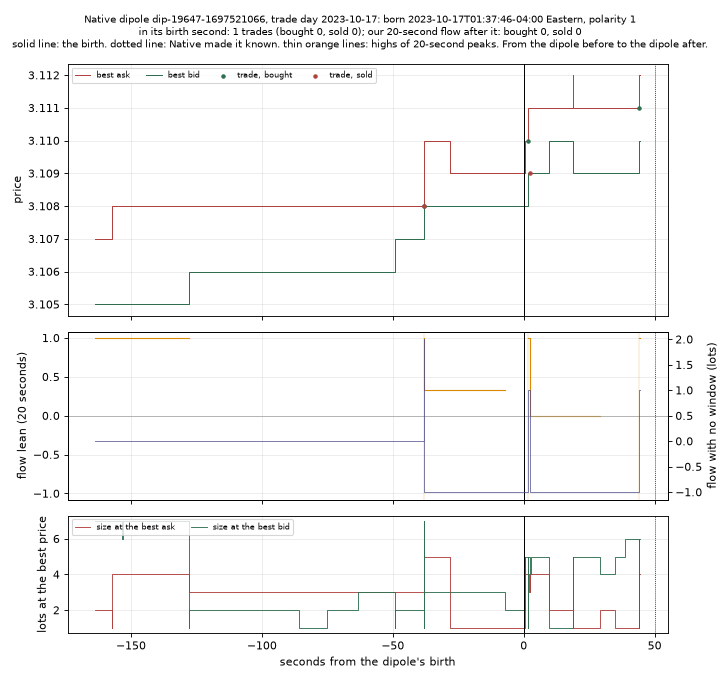 Native dipole dip-19647-1697521066, trade day 2023-10-17: born 2023-10-17T01:37:46-04:00 Eastern, polarity 1
in its birth second: 1 trades (bought 0, sold 0); our 20-second flow after it: bought 0, sold 0
solid line: the birth. dotted line: Native made it known. thin orange lines: highs of 20-second peaks. From the dipole before to the dipole after.
best ask best bid trade, bought trade, sold
3.112
3.111
3.110
3.109
3.108
3.107
3.106
3.105
price
1.0
0.5
0.0
−0.5
−1.0
flow lean (20 seconds)
2.0
1.5
1.0
0.5
0.0
−0.5
−1.0
flow with no window (lots)
size at the best ask size at the best bid
6
4
2
lots at the best price
−150 −100 −50 0 50
seconds from the dipole's birth